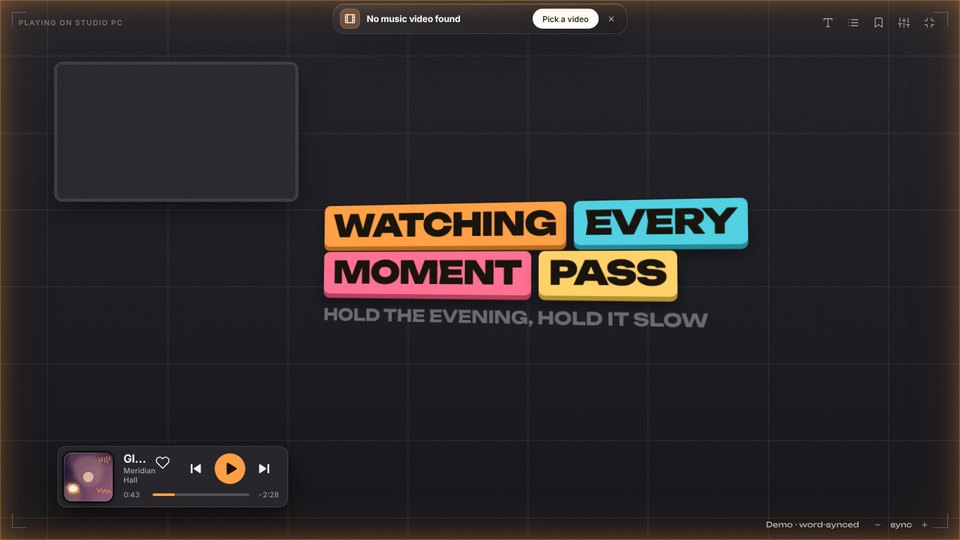 PLAYING ON STUDIO PC
No music video found
Pick a video
WATCHING EVERY
MOMENT PASS
HOLD THE EVENING, HOLD IT SLOW
Gl...
Meridian
Hall
0:43
-2:28
Demo · word-synced
− sync +